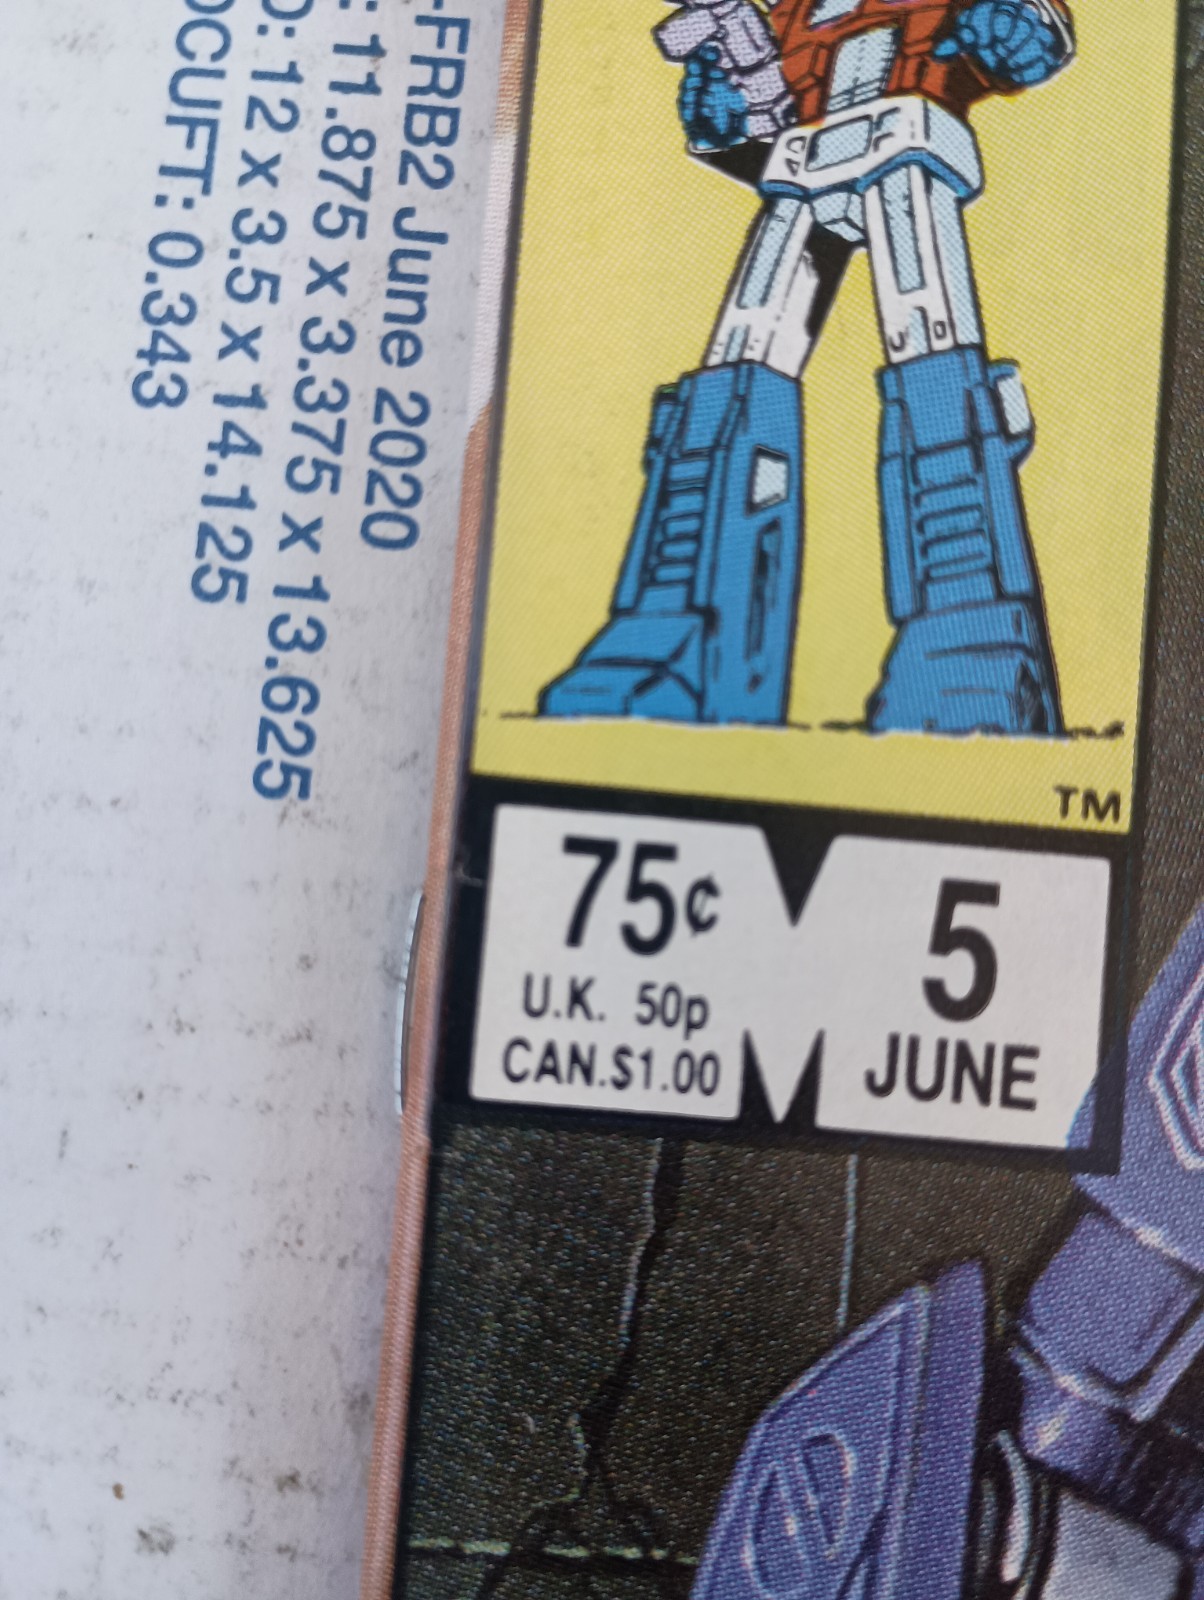 -FRB2 June 2020
: 11.875 x 3.375 x 13.625
D: 12 x 3.5 x 14.125
OCUFT: 0.343
TM
75¢
U.K. 50p
CAN.$1.00
5
JUNE